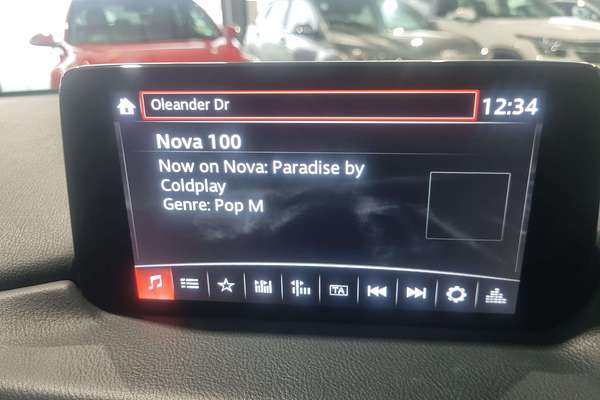 Oleander Dr
12:34
Nova 100
Now on Nova: Paradise by
Coldplay
Genre: Pop M
TA